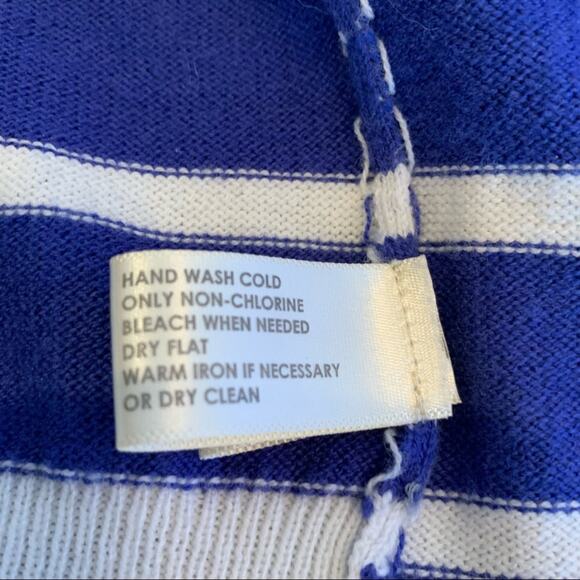 HAND WASH COLD
ONLY NON-CHLORINE
BLEACH WHEN NEEDED
DRY FLAT
WARM IRON IF NECESSARY
OR DRY CLEAN